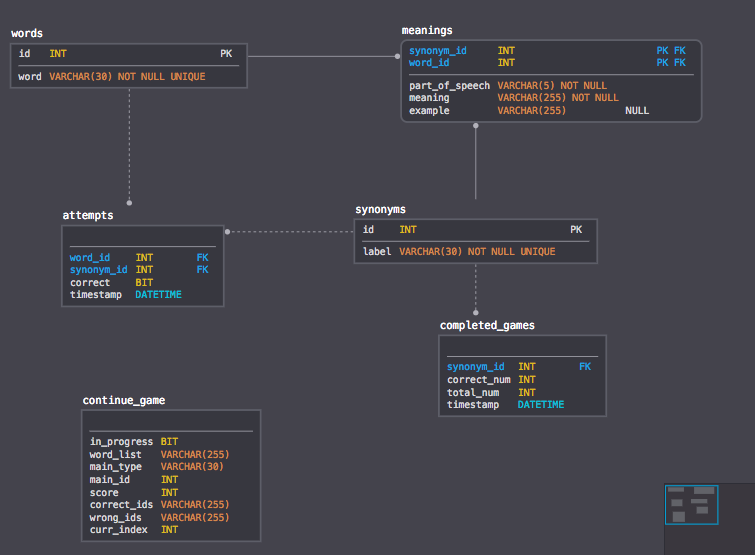 words
id INT PK
word VARCHAR(30) NOT NULL UNIQUE
meanings
synonym_id INT PK FK
word_id INT PK FK
part_of_speech VARCHAR(5) NOT NULL
meaning VARCHAR(255) NOT NULL
example VARCHAR(255) NULL
attempts
word_id INT FK
synonym_id INT FK
correct BIT
timestamp DATETIME
synonyms
id INT PK
label VARCHAR(30) NOT NULL UNIQUE
completed_games
synonym_id INT FK
correct_num INT
total_num INT
timestamp DATETIME
continue_game
in_progress BIT
word_list VARCHAR(255)
main_type VARCHAR(30)
main_id INT
score INT
correct_ids VARCHAR(255)
wrong_ids VARCHAR(255)
curr_index INT